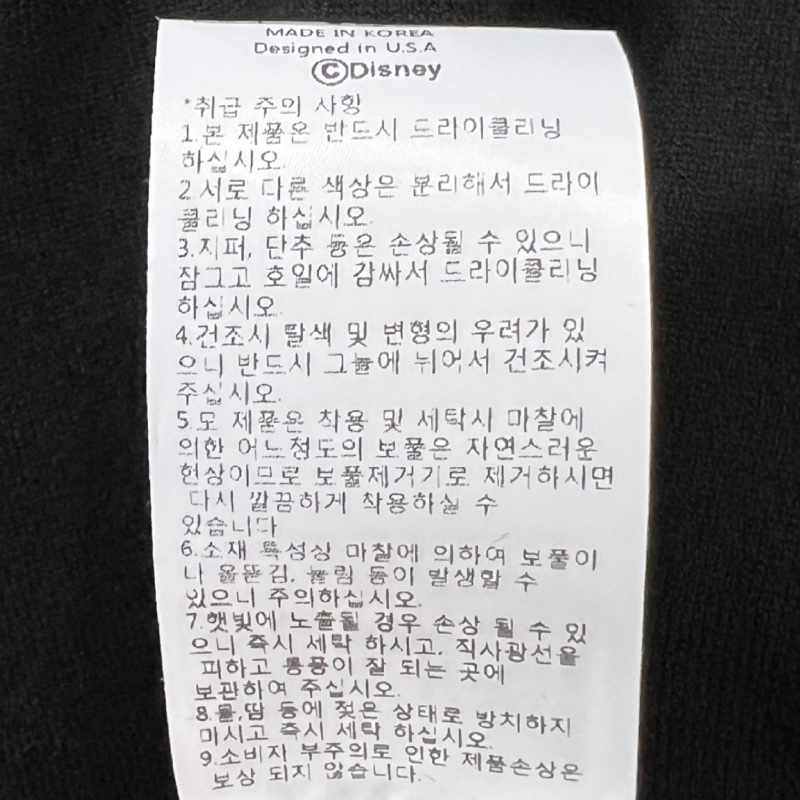 MADE IN KOREA
Designed in U.S.A
©Disney
*취급 주의 사항
1.본 제품은 반드시 드라이클리닝
하십시오.
2.서로 다른 색상은 분리해서 드라이
클리닝 하십시오.
3.지퍼, 단추 등은 손상될 수 있으니
잠그고 호일에 감싸서 드라이클리닝
하십시오.
4.건조시 탈색 및 변형의 우려가 있
으니 반드시 그늘에 뉘어서 건조시켜
주십시오.
5.모 제품은 착용 및 세탁시 마찰에
의한 어느정도의 보풀은 자연스러운
현상이므로 보풀제거기로 제거하시면
다시 깔끔하게 착용하실 수
있습니다
6.소재 특성상 마찰에 의하여 보풀이
나 올뜯김, 눌림 등이 발생할 수
있으니 주의하십시오.
7.햇빛에 노출될 경우 손상 될 수 있
으니 즉시 세탁 하시고, 직사광선을
피하고 통풍이 잘 되는 곳에
보관하여 주십시오.
8.물,땀 등에 젖은 상태로 방치하지
마시고 즉시 세탁 하십시오.
9.소비자 부주의로 인한 제품손상은
보상 되지 않습니다.